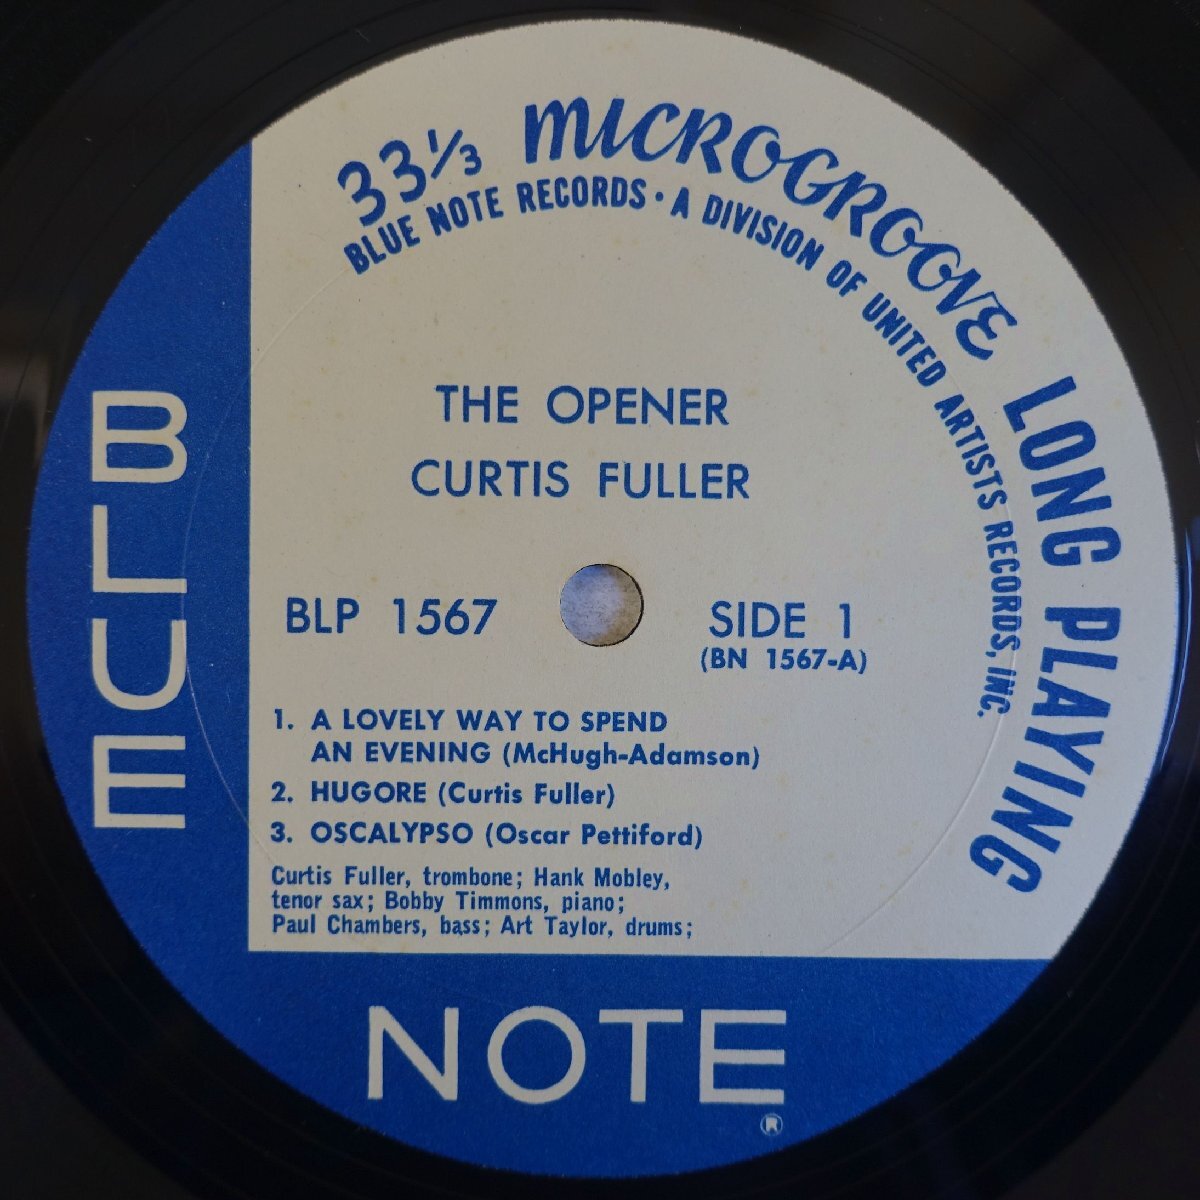 33⅓ MICROGROOVE LONG PLAYING
BLUE NOTE RECORDS · A DIVISION OF UNITED ARTISTS RECORDS, INC.
THE OPENER
CURTIS FULLER
BLP 1567
SIDE 1
(BN 1567-A)
1. A LOVELY WAY TO SPEND
AN EVENING (McHugh-Adamson)
2. HUGORE (Curtis Fuller)
3. OSCALYPSO (Oscar Pettiford)
Curtis Fuller, trombone; Hank Mobley,
tenor sax; Bobby Timmons, piano;
Paul Chambers, bass; Art Taylor, drums;
BLUE
NOTE
®